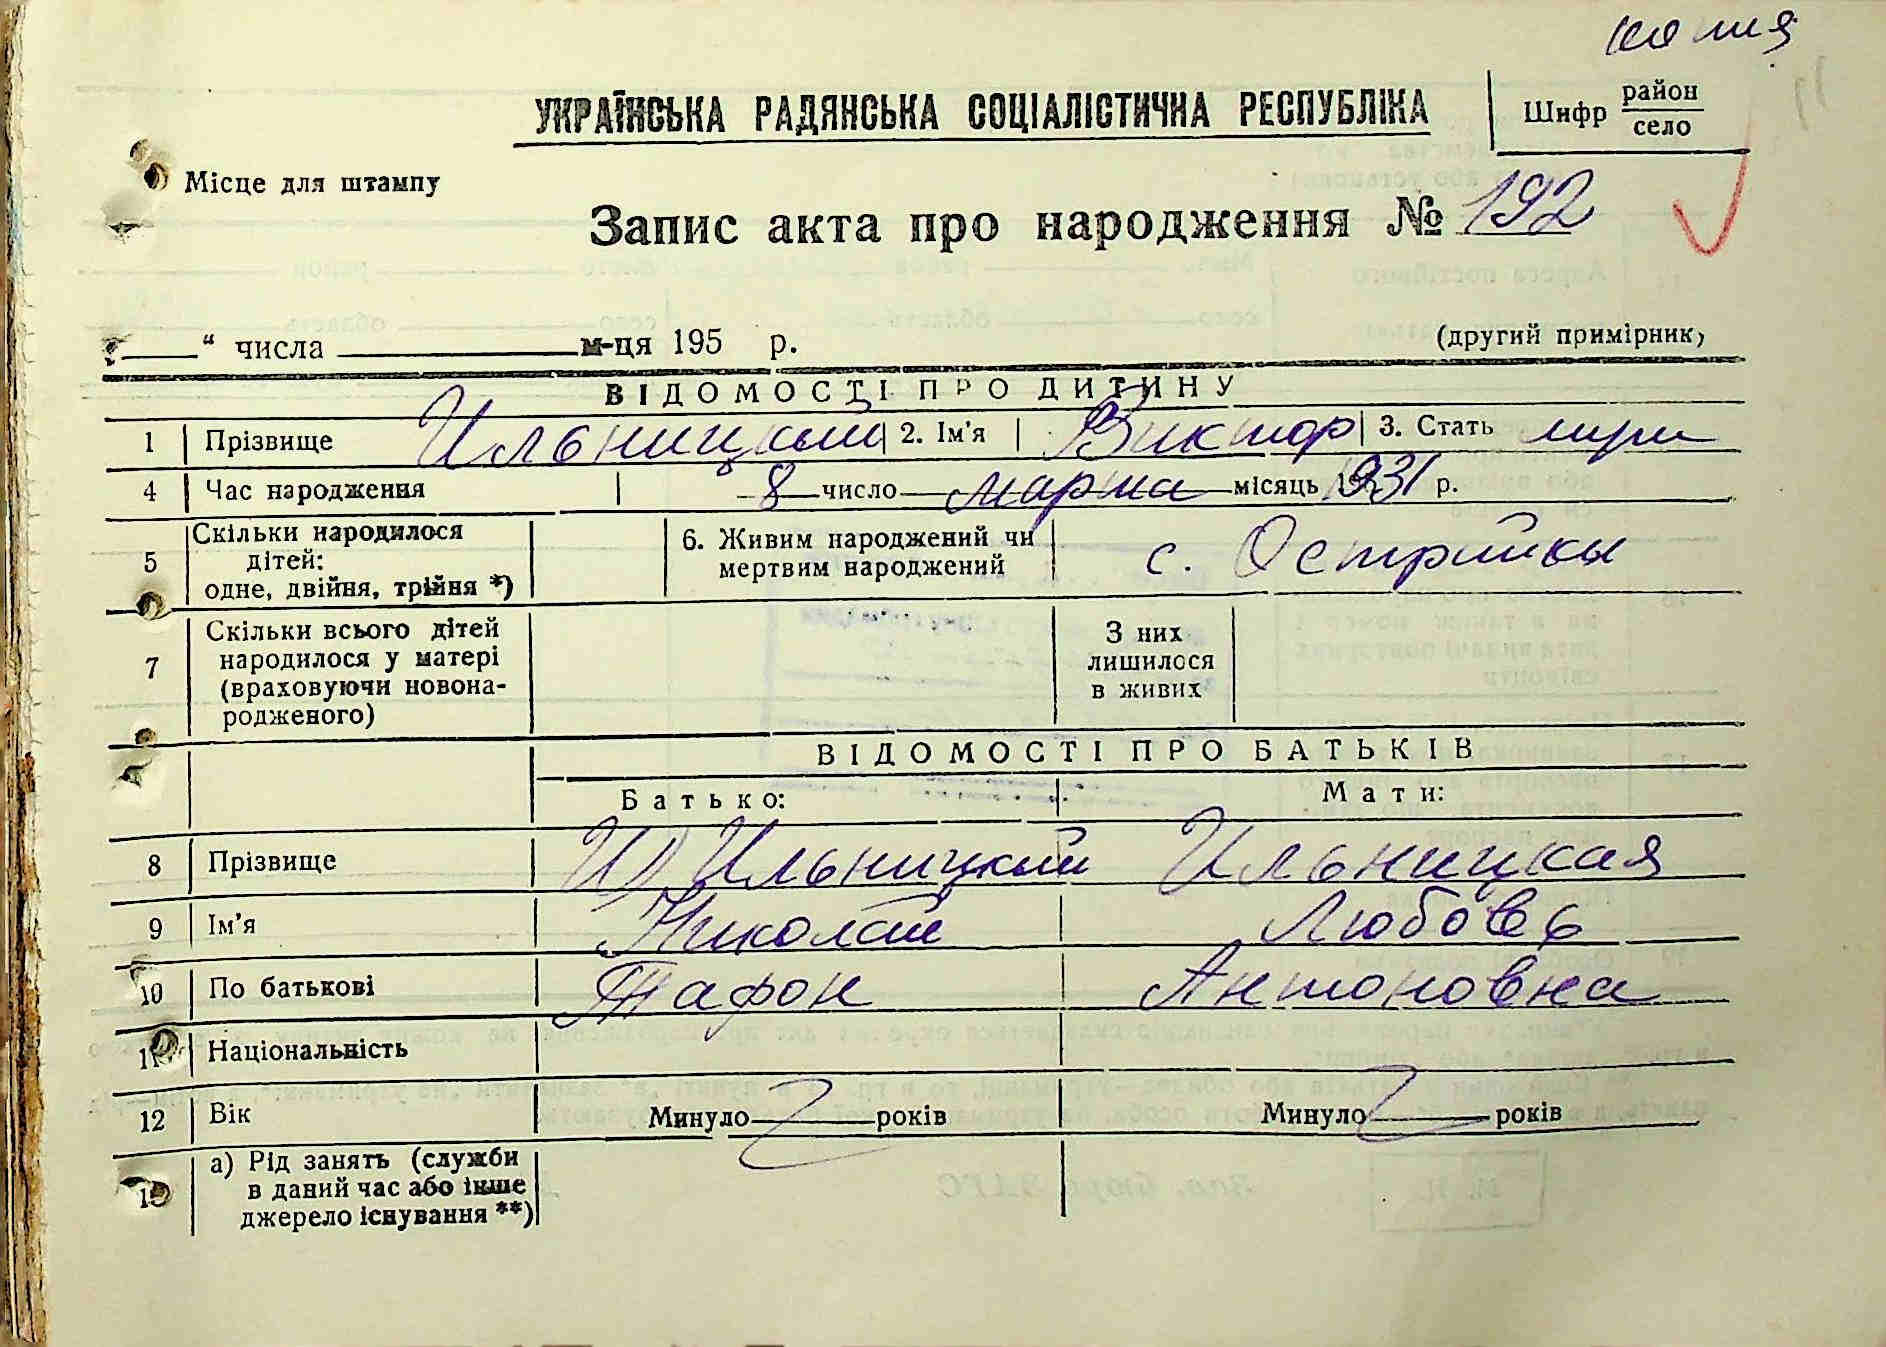 копия
УКРАЇНСЬКА РАДЯНСЬКА СОЦІАЛІСТИЧНА РЕСПУБЛІКА
Шифр район
село
Місце для штампу
Запис акта про народження № 192
“ числа м-ця 195 р.
(другий примірник)
ВІДОМОСТІ ПРО ДИТИНУ
1 Прізвище Ильницкий 2. Ім'я Виктор 3. Стать
4 Час народження 8 число марта місяць 1931 р.
5 Скільки народилося дітей: одне, двійня, трійня *) 6. Живим народжений чи мертвим народжений с. Острийки
7 Скільки всього дітей народилося у матері (враховуючи новонародженого) З них лишилося в живих
ВІДОМОСТІ ПРО БАТЬКІВ
Батько: Мати:
8 Прізвище Ильницкий Ильницкая
9 Ім'я Николай Любовь
10 По батькові Тафон Антоновна
11 Національність
12 Вік Минуло років Минуло років
13 а) Рід занять (служби в даний час або інше джерело існування **)